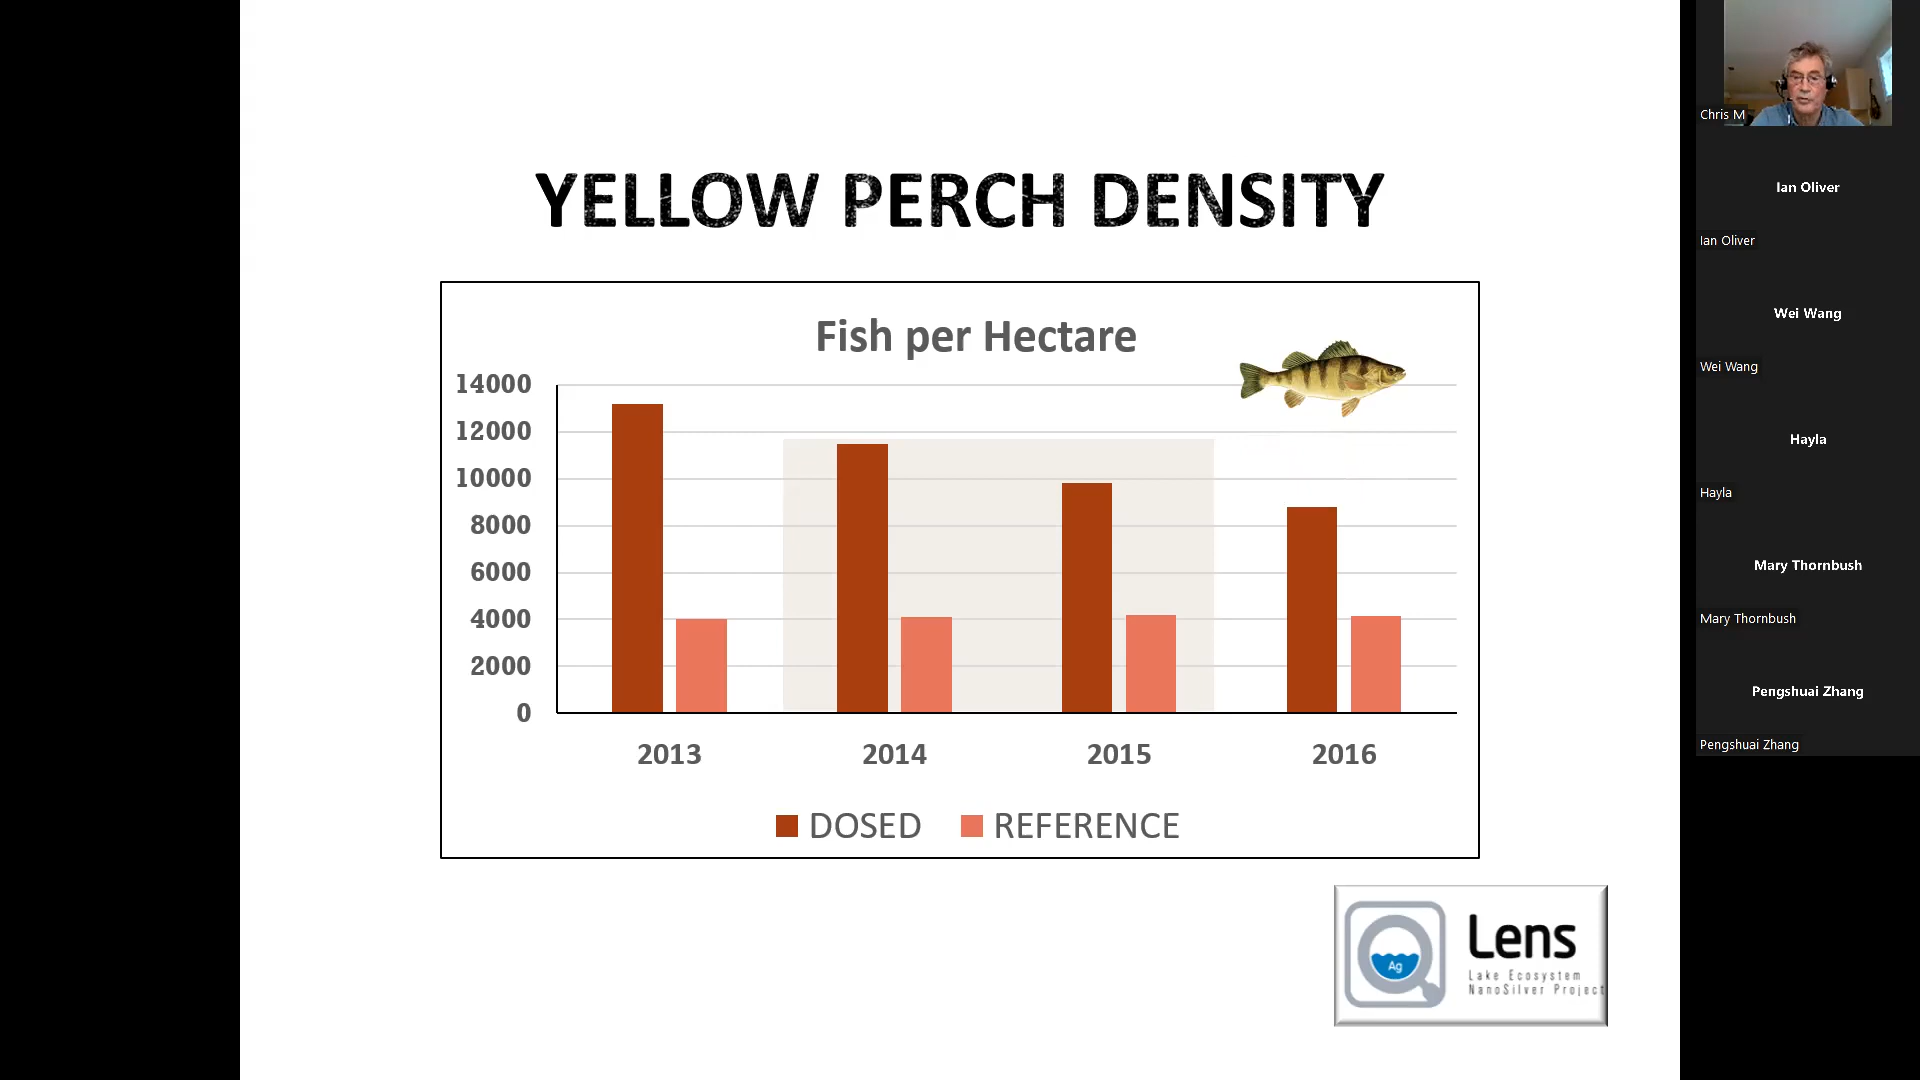 YELLOW PERCH DENSITY
Fish per Hectare
14000
12000
10000
8000
6000
4000
2000
0
2013 2014 2015 2016
DOSED REFERENCE
Ag
Lens
Lake Ecosystem
NanoSilver Project
Chris M
Ian Oliver
Ian Oliver
Wei Wang
Wei Wang
Hayla
Hayla
Mary Thornbush
Mary Thornbush
Pengshuai Zhang
Pengshuai Zhang